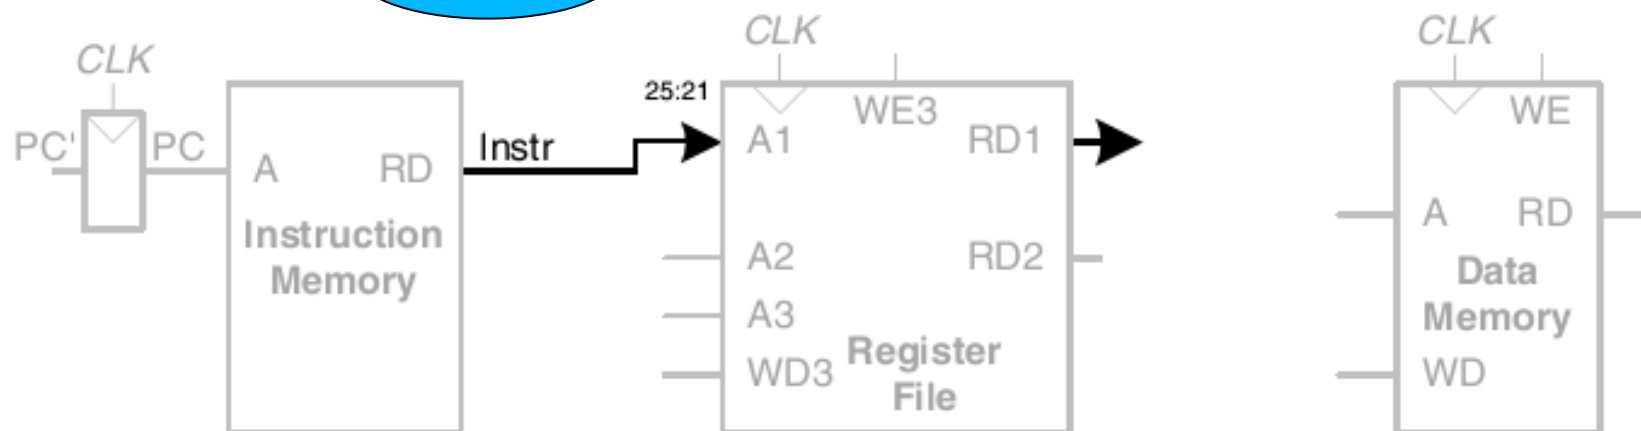 CLK
PC'
PC
A
RD
Instruction
Memory
Instr
25:21
CLK
WE3
A1
RD1
A2
RD2
A3
WD3
Register
File
CLK
WE
A
RD
Data
Memory
WD